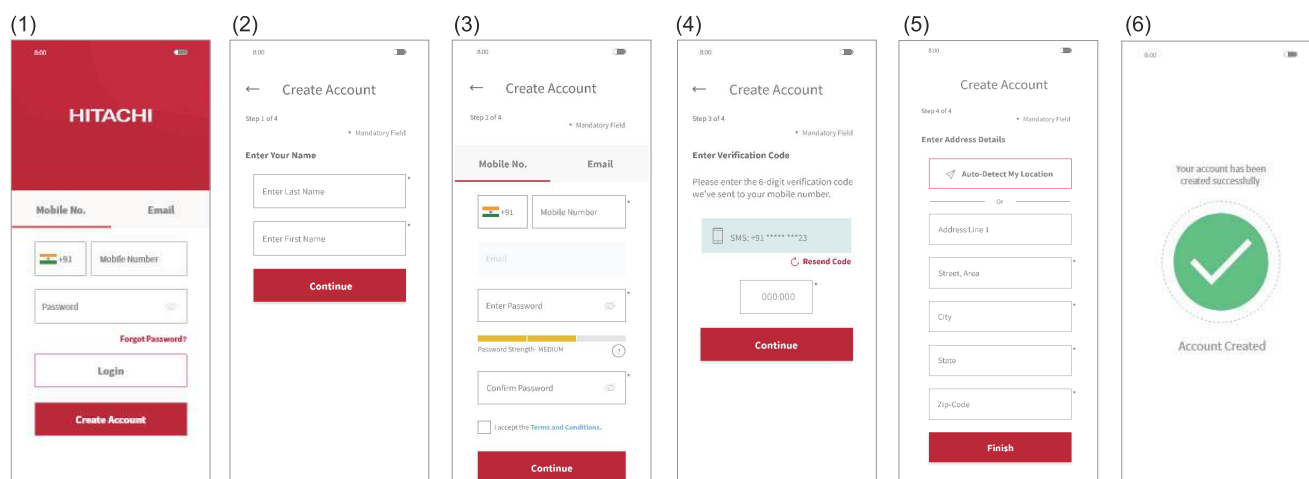 (1)
8:00
HITACHI
Mobile No. Email
+91 Mobile Number
Password
Forgot Password?
Login
Create Account
(2)
8:00
← Create Account
Step 1 of 4
* Mandatory Field
Enter Your Name
Enter Last Name *
Enter First Name *
Continue
(3)
8:00
← Create Account
Step 2 of 4
* Mandatory Field
Mobile No. Email
+91 Mobile Number *
Email
Enter Password *
Password Strength- MEDIUM ?
Confirm Password *
I accept the Terms and Conditions.
Continue
(4)
8:00
← Create Account
Step 3 of 4
* Mandatory Field
Enter Verification Code
Please enter the 6-digit verification code
we've sent to your mobile number.
SMS: +91 ***** ***23
Resend Code
000-000 *
Continue
(5)
8:00
Create Account
Step 4 of 4
* Mandatory Field
Enter Address Details
Auto-Detect My Location
Or
Address Line 1
Street, Area *
City *
State *
Zip-Code *
Finish
(6)
8:00
Your account has been
created successfully
Account Created